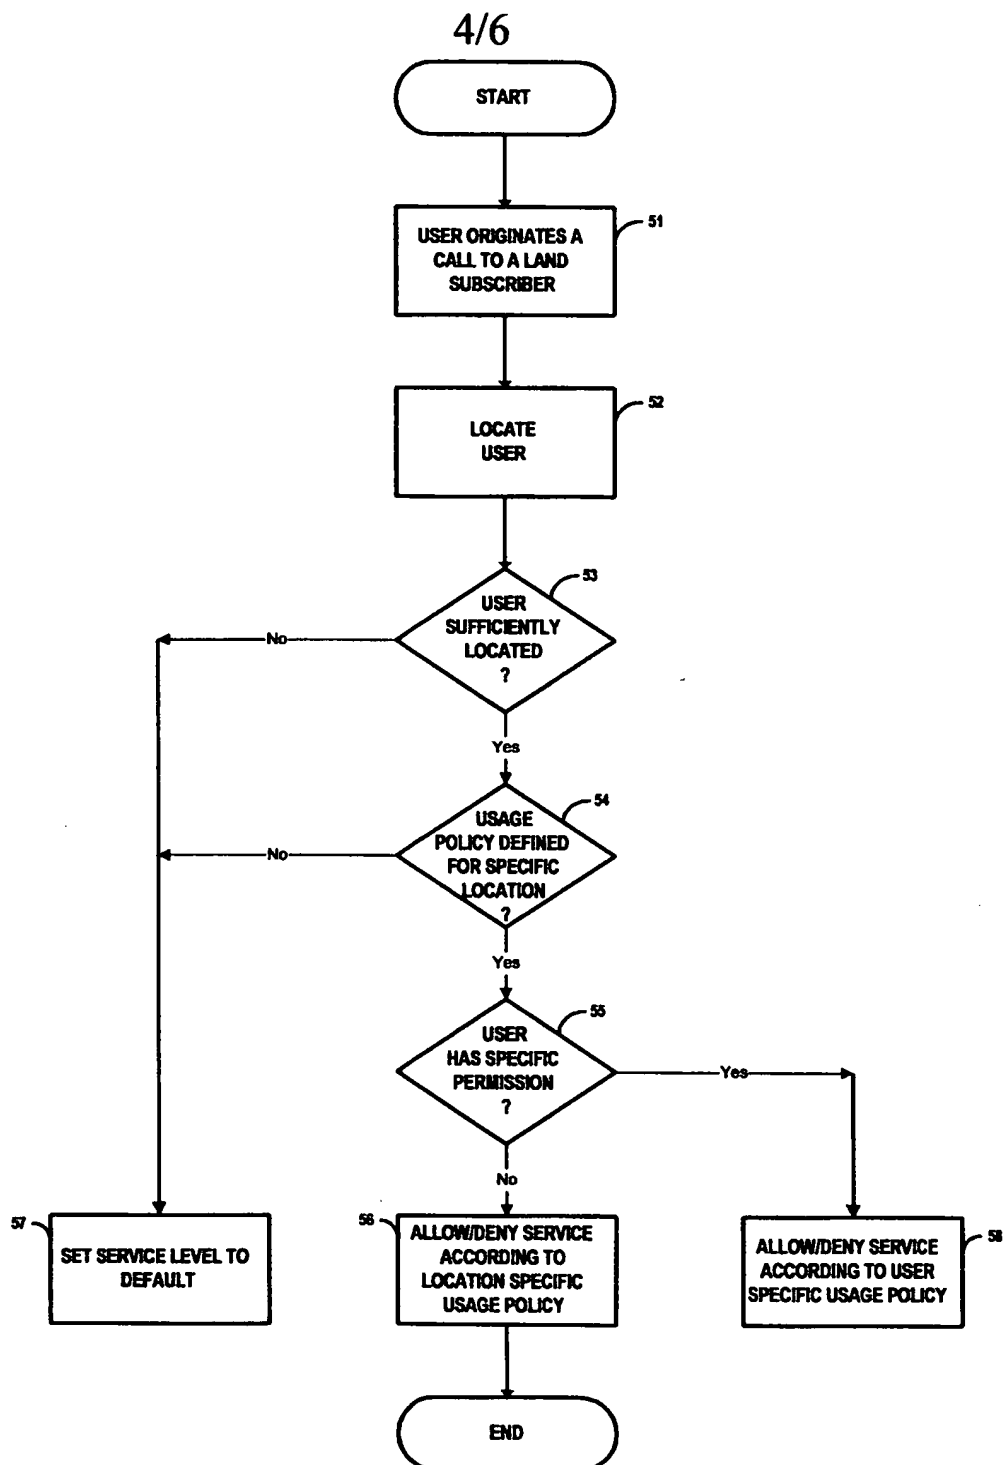 4/6
START
USER ORIGINATES A
CALL TO A LAND
SUBSCRIBER
51
LOCATE
USER
52
USER
SUFFICIENTLY
LOCATED
?
53
No
Yes
USAGE
POLICY DEFINED
FOR SPECIFIC
LOCATION
?
54
No
Yes
USER
HAS SPECIFIC
PERMISSION
?
55
Yes
No
57
SET SERVICE LEVEL TO
DEFAULT
56
ALLOW/DENY SERVICE
ACCORDING TO
LOCATION SPECIFIC
USAGE POLICY
ALLOW/DENY SERVICE
ACCORDING TO USER
SPECIFIC USAGE POLICY
58
END